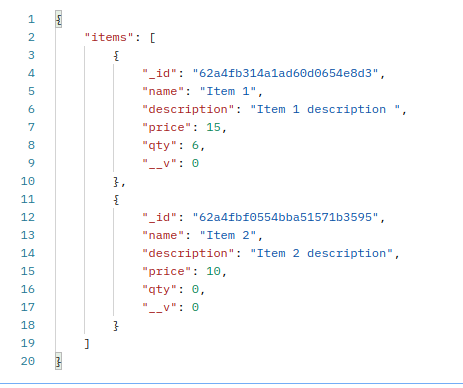 1 {
2 "items": [
3 {
4 "_id": "62a4fb314a1ad60d0654e8d3",
5 "name": "Item 1",
6 "description": "Item 1 description ",
7 "price": 15,
8 "qty": 6,
9 "__v": 0
10 },
11 {
12 "_id": "62a4fbf0554bba51571b3595",
13 "name": "Item 2",
14 "description": "Item 2 description",
15 "price": 10,
16 "qty": 0,
17 "__v": 0
18 }
19 ]
20 }